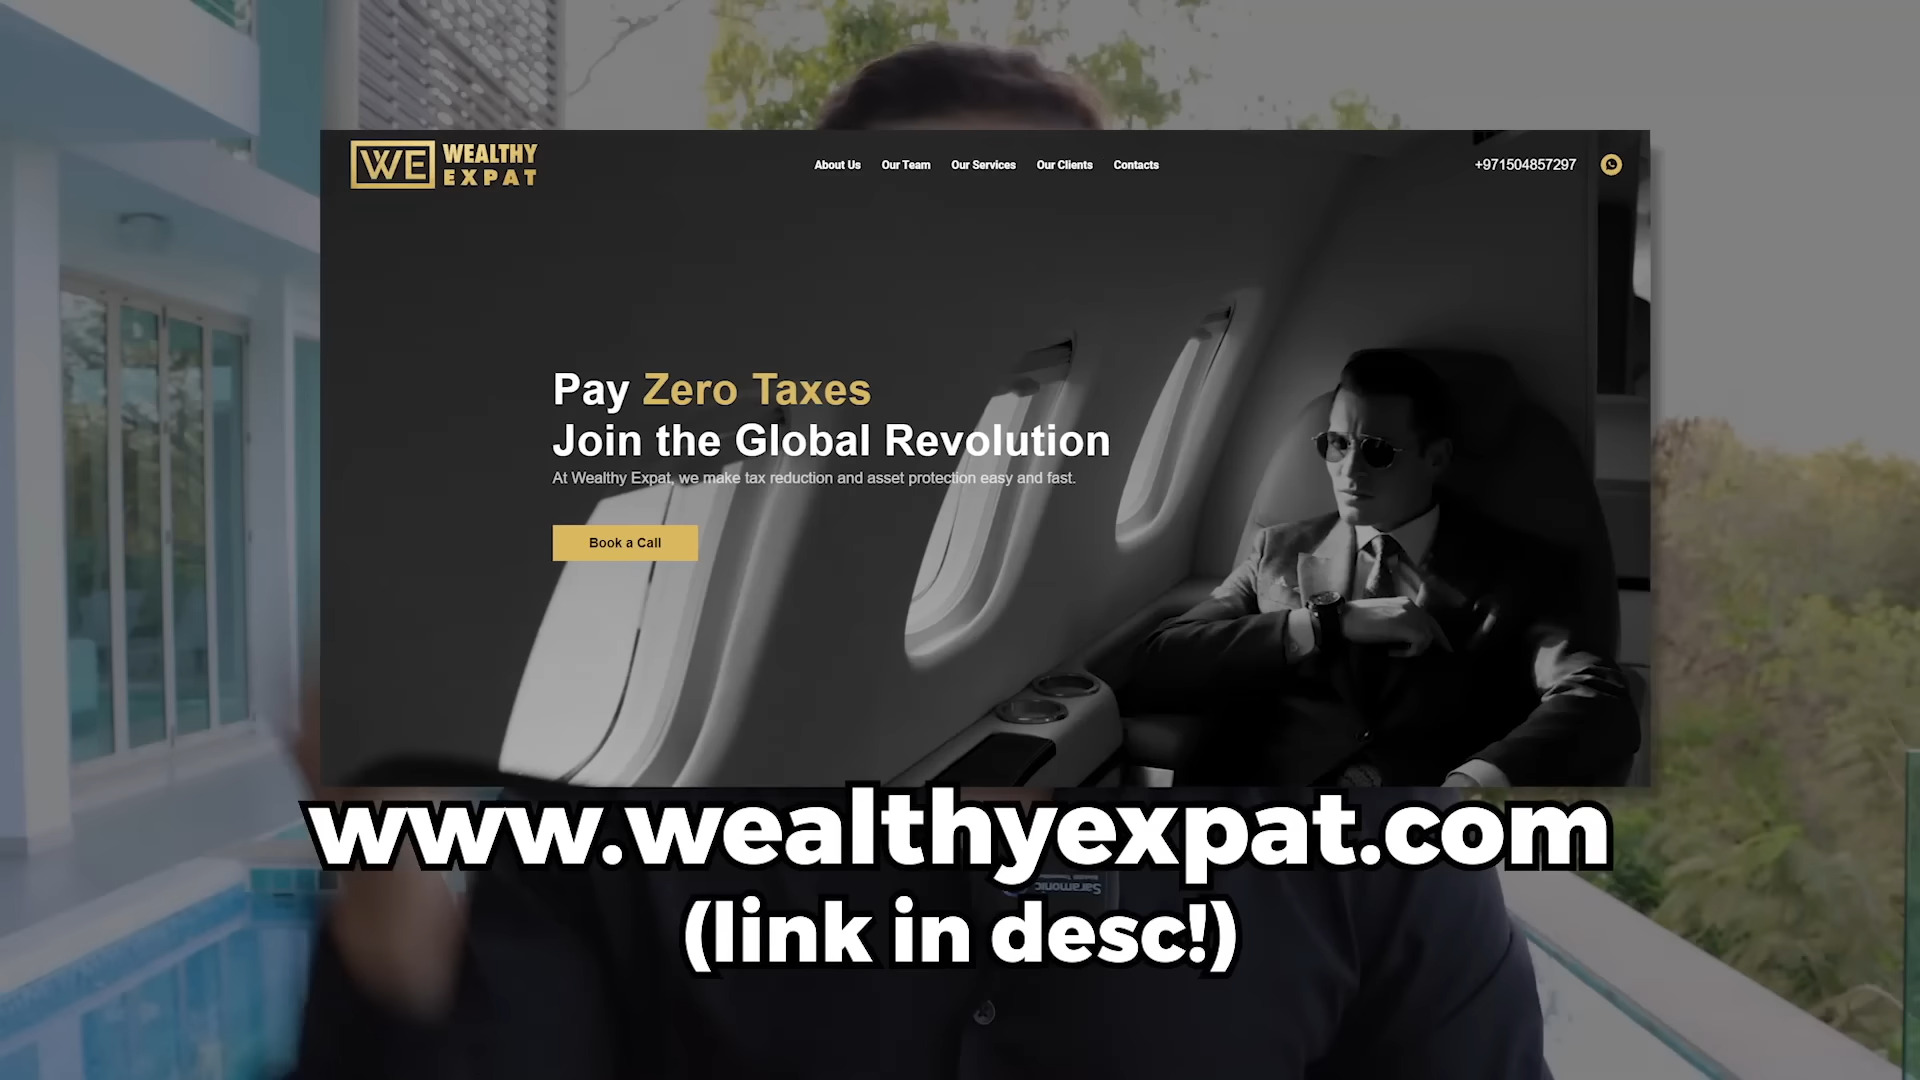 WE WEALTHY
EXPAT
About Us Our Team Our Services Our Clients Contacts
+971504857297
Pay Zero Taxes
Join the Global Revolution
At Wealthy Expat, we make tax reduction and asset protection easy and fast.
Book a Call
www.wealthyexpat.com
Saramonic
(link in desc!)